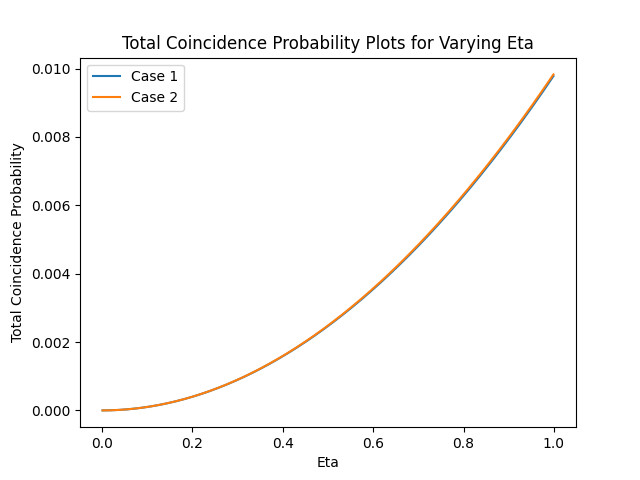 Total Coincidence Probability Plots for Varying Eta
Case 1
Case 2
Total Coincidence Probability
0.010
0.008
0.006
0.004
0.002
0.000
0.0
0.2
0.4
0.6
0.8
1.0
Eta